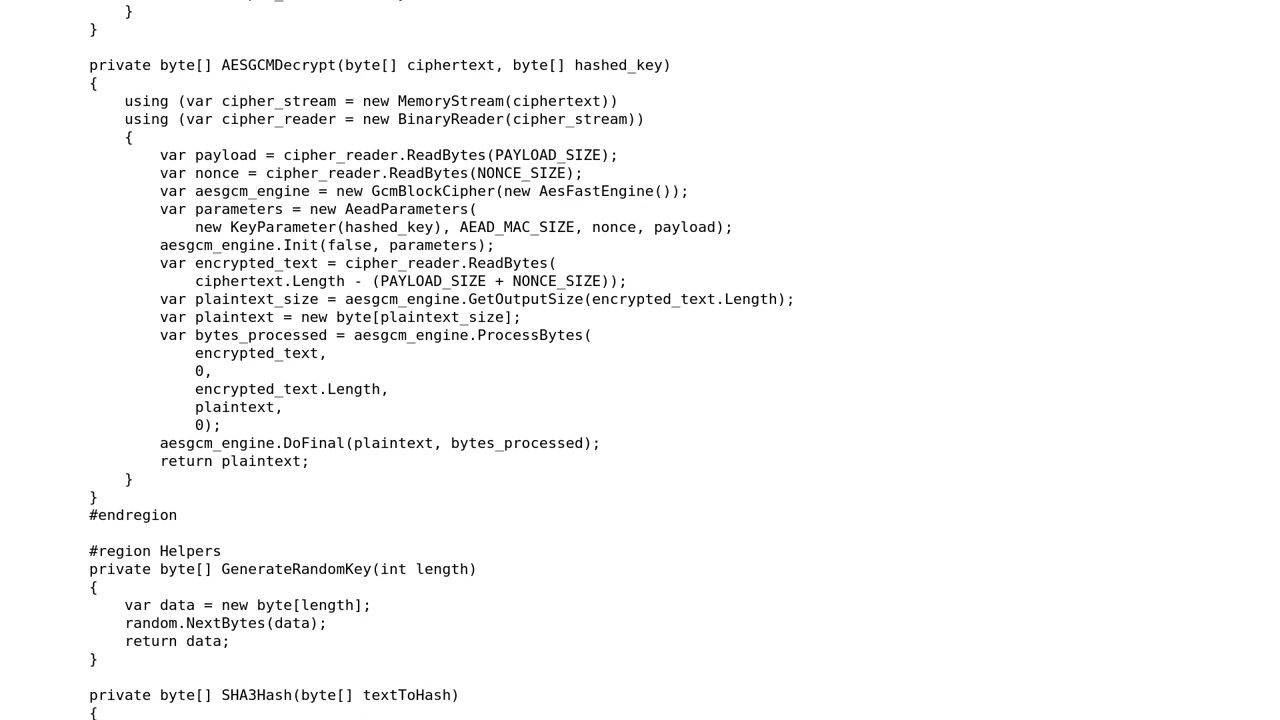 }
}

private byte[] AESGCMDecrypt(byte[] ciphertext, byte[] hashed_key)
{
    using (var cipher_stream = new MemoryStream(ciphertext))
    using (var cipher_reader = new BinaryReader(cipher_stream))
    {
        var payload = cipher_reader.ReadBytes(PAYLOAD_SIZE);
        var nonce = cipher_reader.ReadBytes(NONCE_SIZE);
        var aesgcm_engine = new GcmBlockCipher(new AesFastEngine());
        var parameters = new AeadParameters(
            new KeyParameter(hashed_key), AEAD_MAC_SIZE, nonce, payload);
        aesgcm_engine.Init(false, parameters);
        var encrypted_text = cipher_reader.ReadBytes(
            ciphertext.Length - (PAYLOAD_SIZE + NONCE_SIZE));
        var plaintext_size = aesgcm_engine.GetOutputSize(encrypted_text.Length);
        var plaintext = new byte[plaintext_size];
        var bytes_processed = aesgcm_engine.ProcessBytes(
            encrypted_text,
            0,
            encrypted_text.Length,
            plaintext,
            0);
        aesgcm_engine.DoFinal(plaintext, bytes_processed);
        return plaintext;
    }
}
#endregion

#region Helpers
private byte[] GenerateRandomKey(int length)
{
    var data = new byte[length];
    random.NextBytes(data);
    return data;
}

private byte[] SHA3Hash(byte[] textToHash)
{